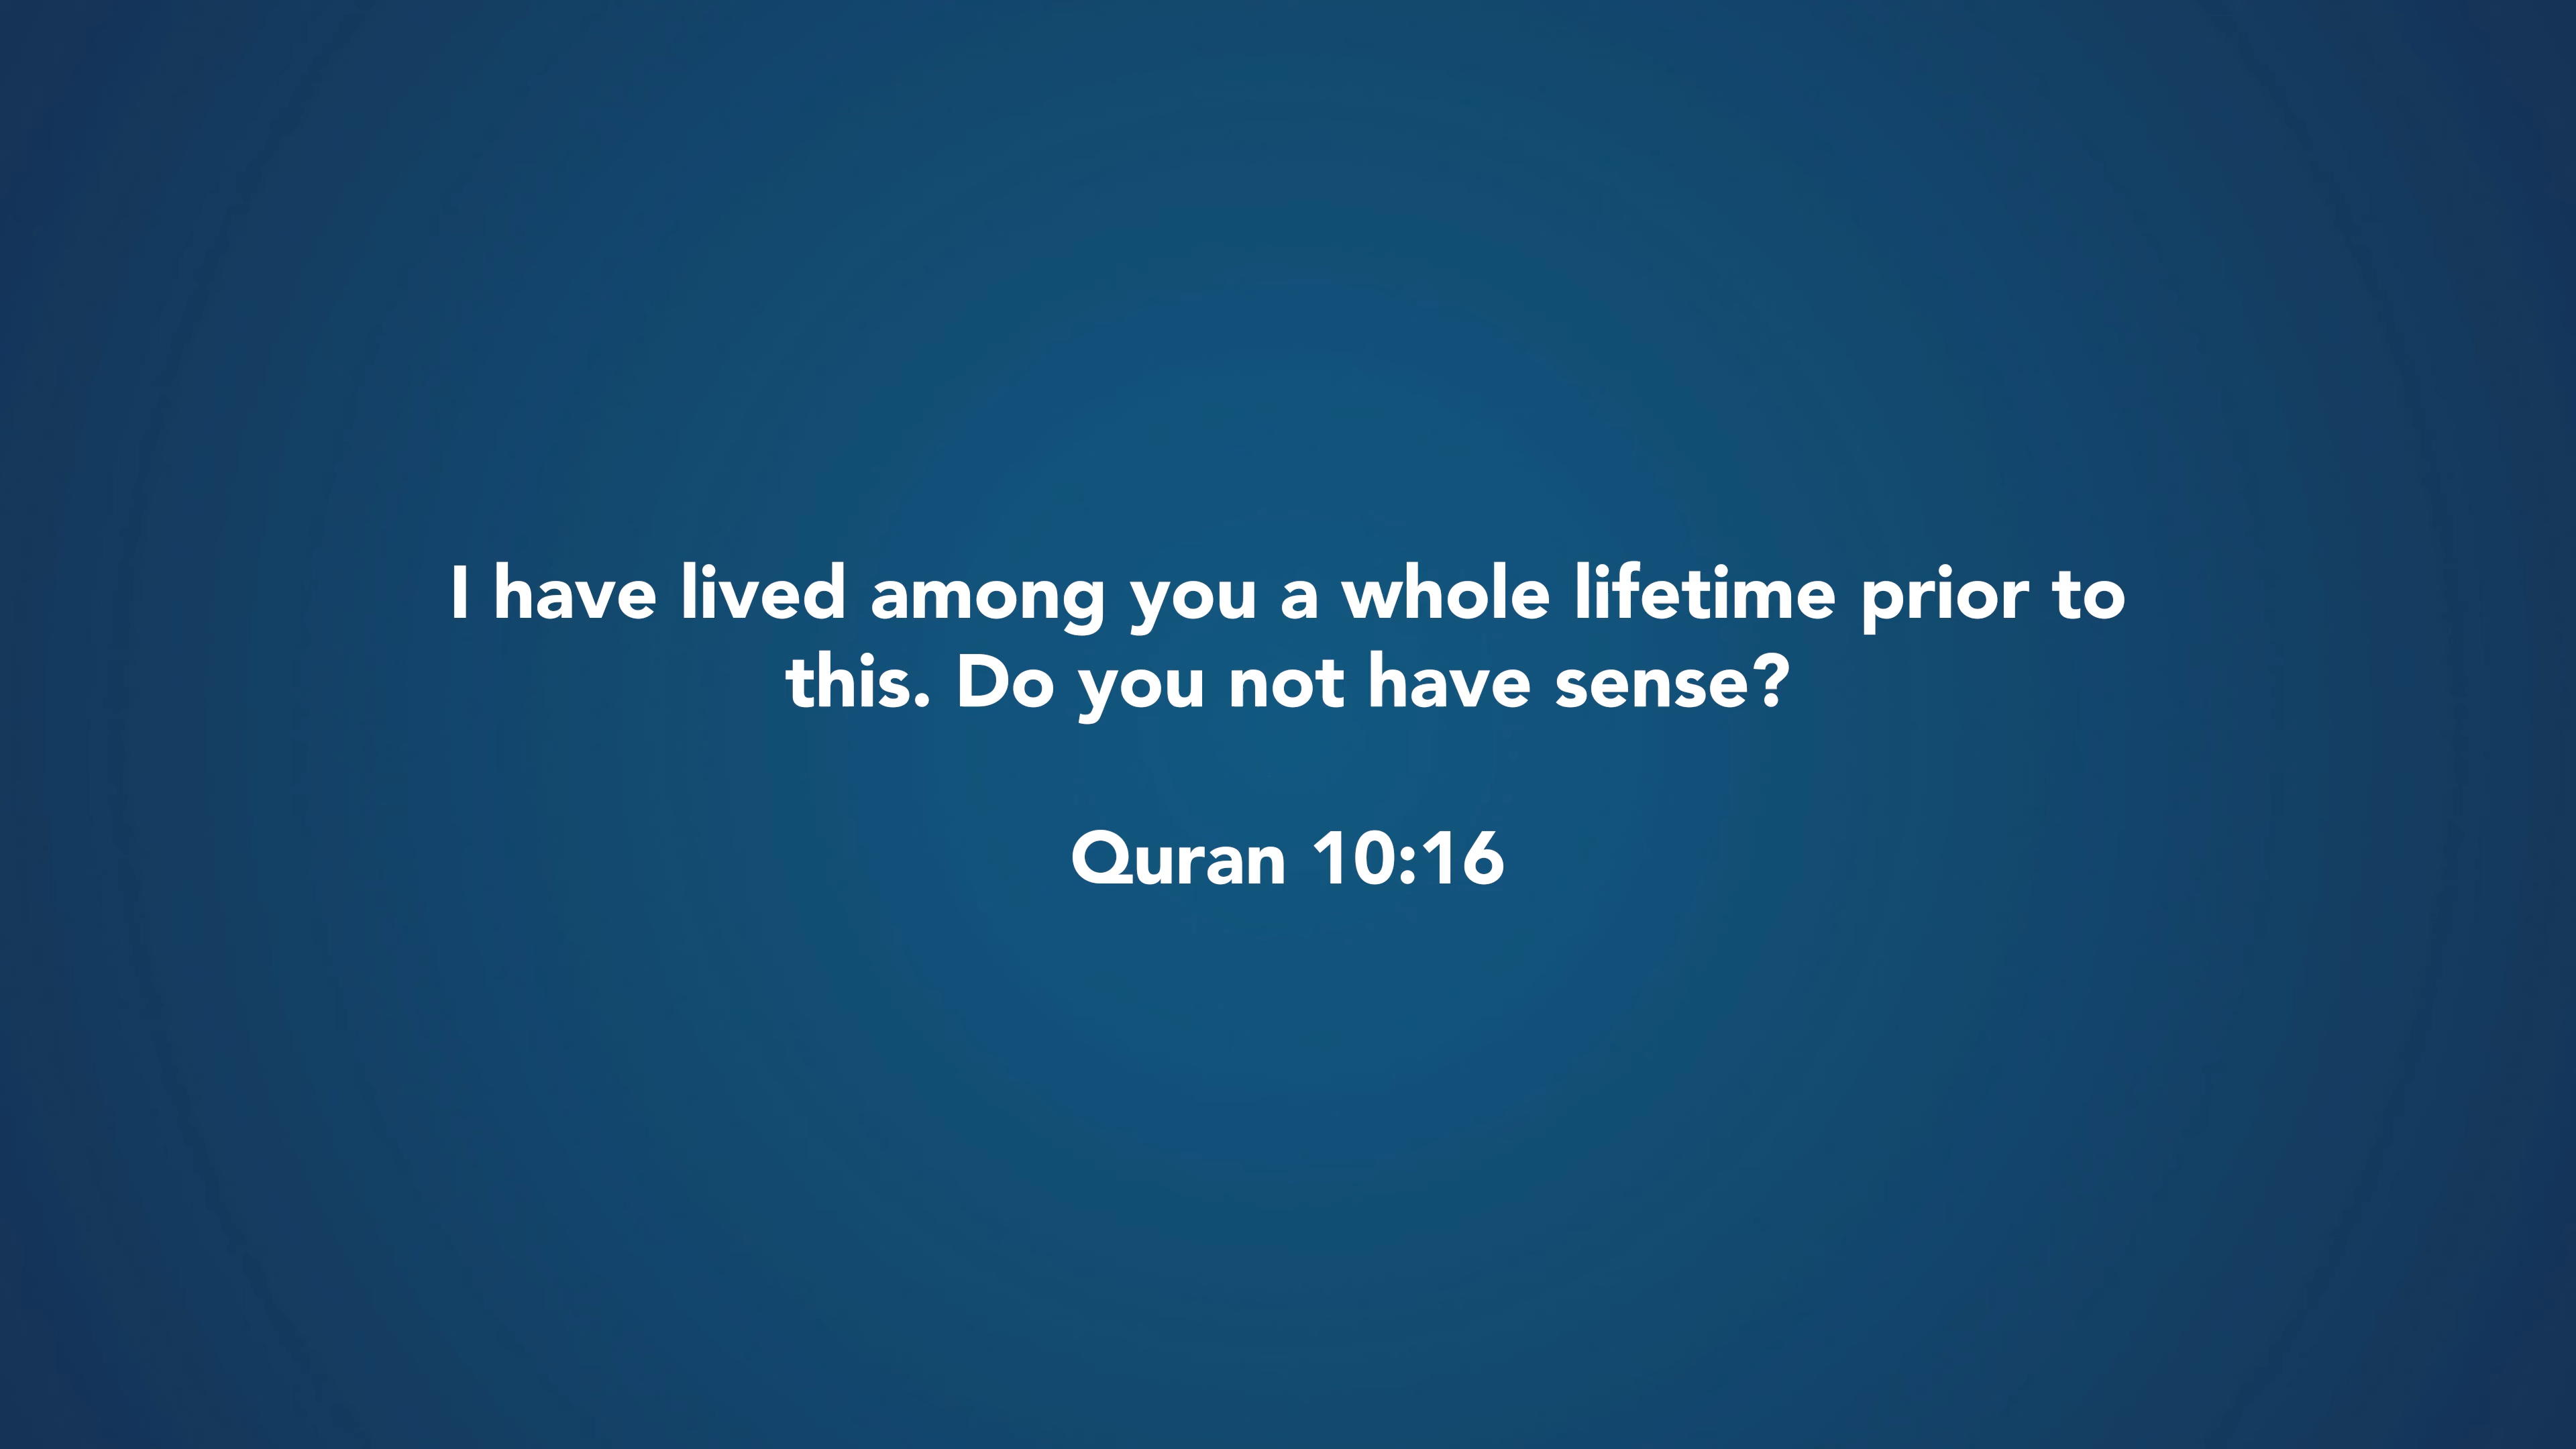 I have lived among you a whole lifetime prior to
this. Do you not have sense?
Quran 10:16